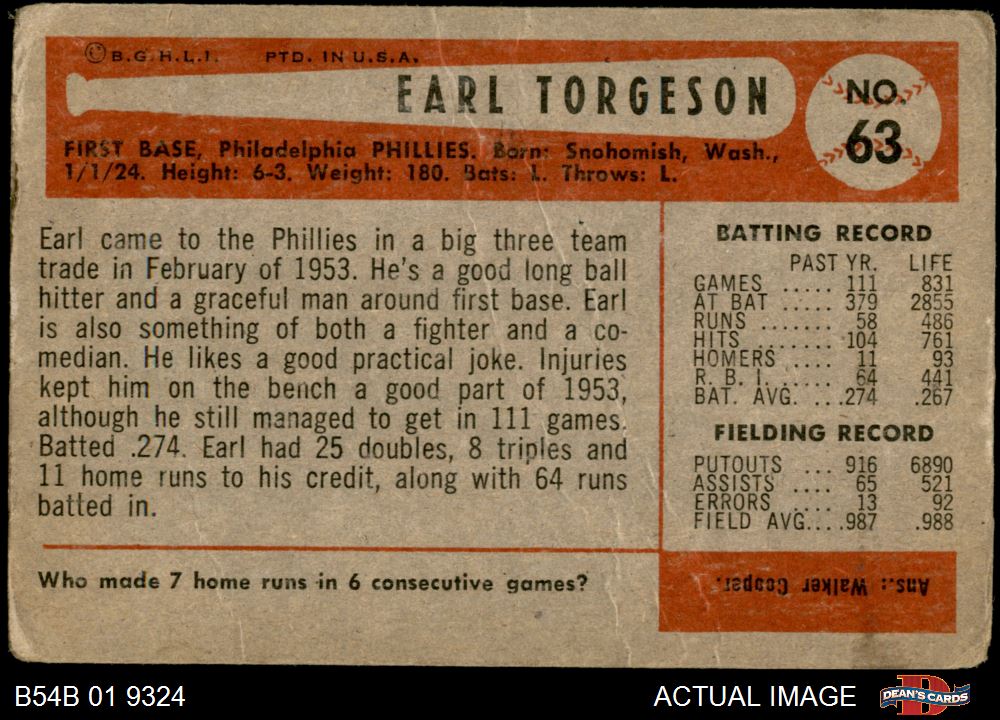 © B.G.H.L.I. PTD. IN U.S.A.
EARL TORGESON
NO.
63
FIRST BASE, Philadelphia PHILLIES. Born: Snohomish, Wash.,
1/1/24. Height: 6-3. Weight: 180. Bats: L. Throws: L.
Earl came to the Phillies in a big three team
trade in February of 1953. He's a good long ball
hitter and a graceful man around first base. Earl
is also something of both a fighter and a co-
median. He likes a good practical joke. Injuries
kept him on the bench a good part of 1953,
although he still managed to get in 111 games.
Batted .274. Earl had 25 doubles, 8 triples and
11 home runs to his credit, along with 64 runs
batted in.
BATTING RECORD
PAST YR. LIFE
GAMES ..... 111 831
AT BAT ..... 379 2855
RUNS ....... 58 486
HITS ........ 104 761
HOMERS .... 11 93
R. B. I. ...... 64 441
BAT. AVG. ....274 .267
FIELDING RECORD
PUTOUTS ... 916 6890
ASSISTS .... 65 521
ERRORS .... 13 92
FIELD AVG....987 .988
Who made 7 home runs in 6 consecutive games?
Ans.: Walker Cooper.
B54B 01 9324
ACTUAL IMAGE
DEAN'S CARDS